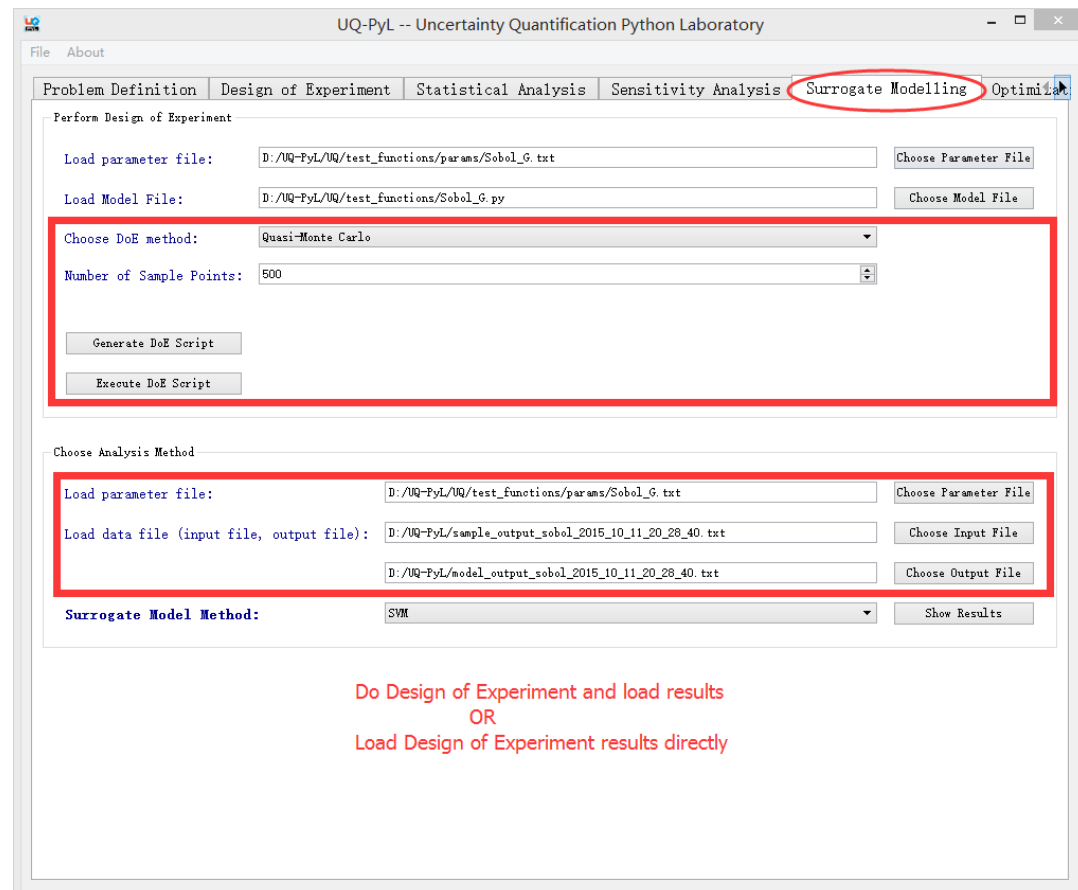 UQ PyL
UQ-PyL -- Uncertainty Quantification Python Laboratory
File About
Problem Definition Design of Experiment Statistical Analysis Sensitivity Analysis Surrogate Modelling Optimizat
Perform Design of Experiment
Load parameter file: D:/UQ-PyL/UQ/test_functions/params/Sobol_G.txt Choose Parameter File
Load Model File: D:/UQ-PyL/UQ/test_functions/Sobol_G.py Choose Model File
Choose DoE method: Quasi-Monte Carlo
Number of Sample Points: 500
Generate DoE Script
Execute DoE Script
Choose Analysis Method
Load parameter file: D:/UQ-PyL/UQ/test_functions/params/Sobol_G.txt Choose Parameter File
Load data file (input file, output file): D:/UQ-PyL/sample_output_sobol_2015_10_11_20_28_40.txt Choose Input File
D:/UQ-PyL/model_output_sobol_2015_10_11_20_28_40.txt Choose Output File
Surrogate Model Method: SVM Show Results
Do Design of Experiment and load results
OR
Load Design of Experiment results directly